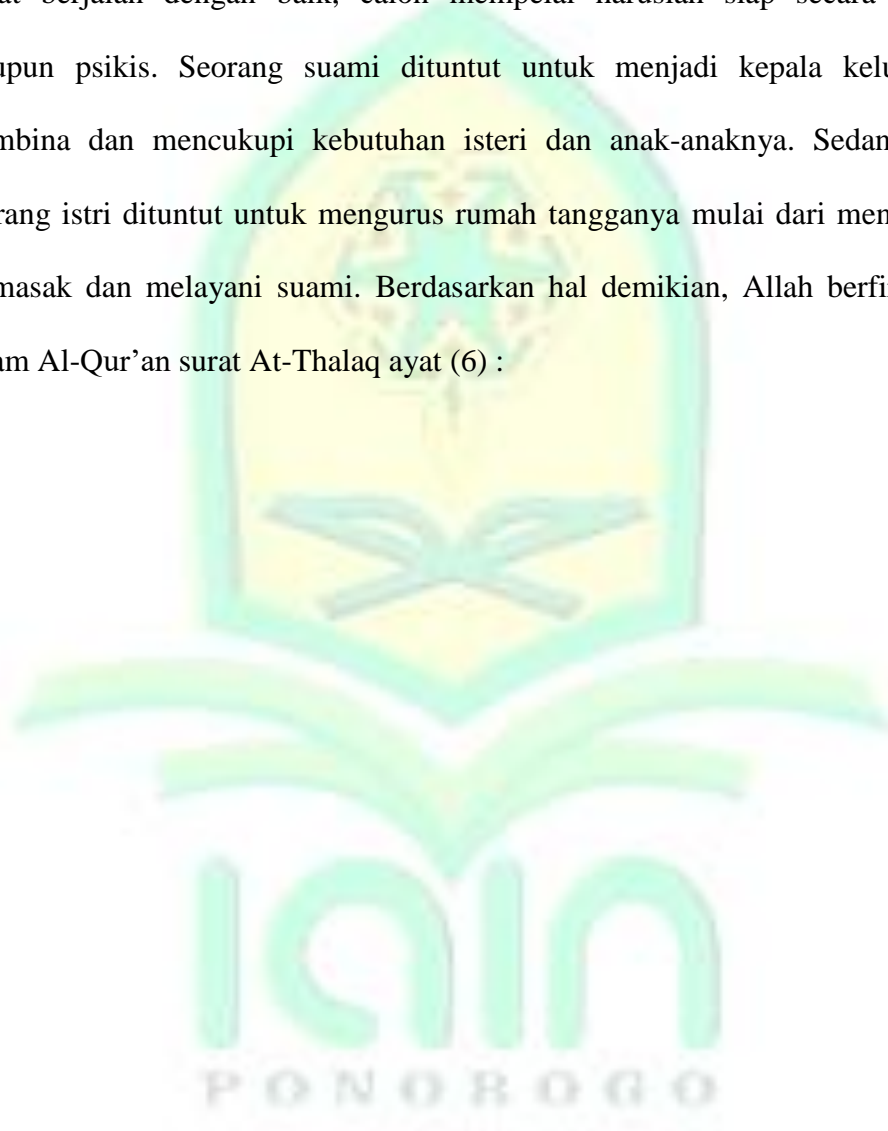 at berjalan dengan baik, calon mempelai haruslah siap secara
upun psikis. Seorang suami dituntut untuk menjadi kepala kelu
mbina dan mencukupi kebutuhan isteri dan anak-anaknya. Sedan
rang istri dituntut untuk mengurus rumah tangganya mulai dari men
masak dan melayani suami. Berdasarkan hal demikian, Allah berfi
am Al-Qur’an surat At-Thalaq ayat (6) :
iain
PONOROGO